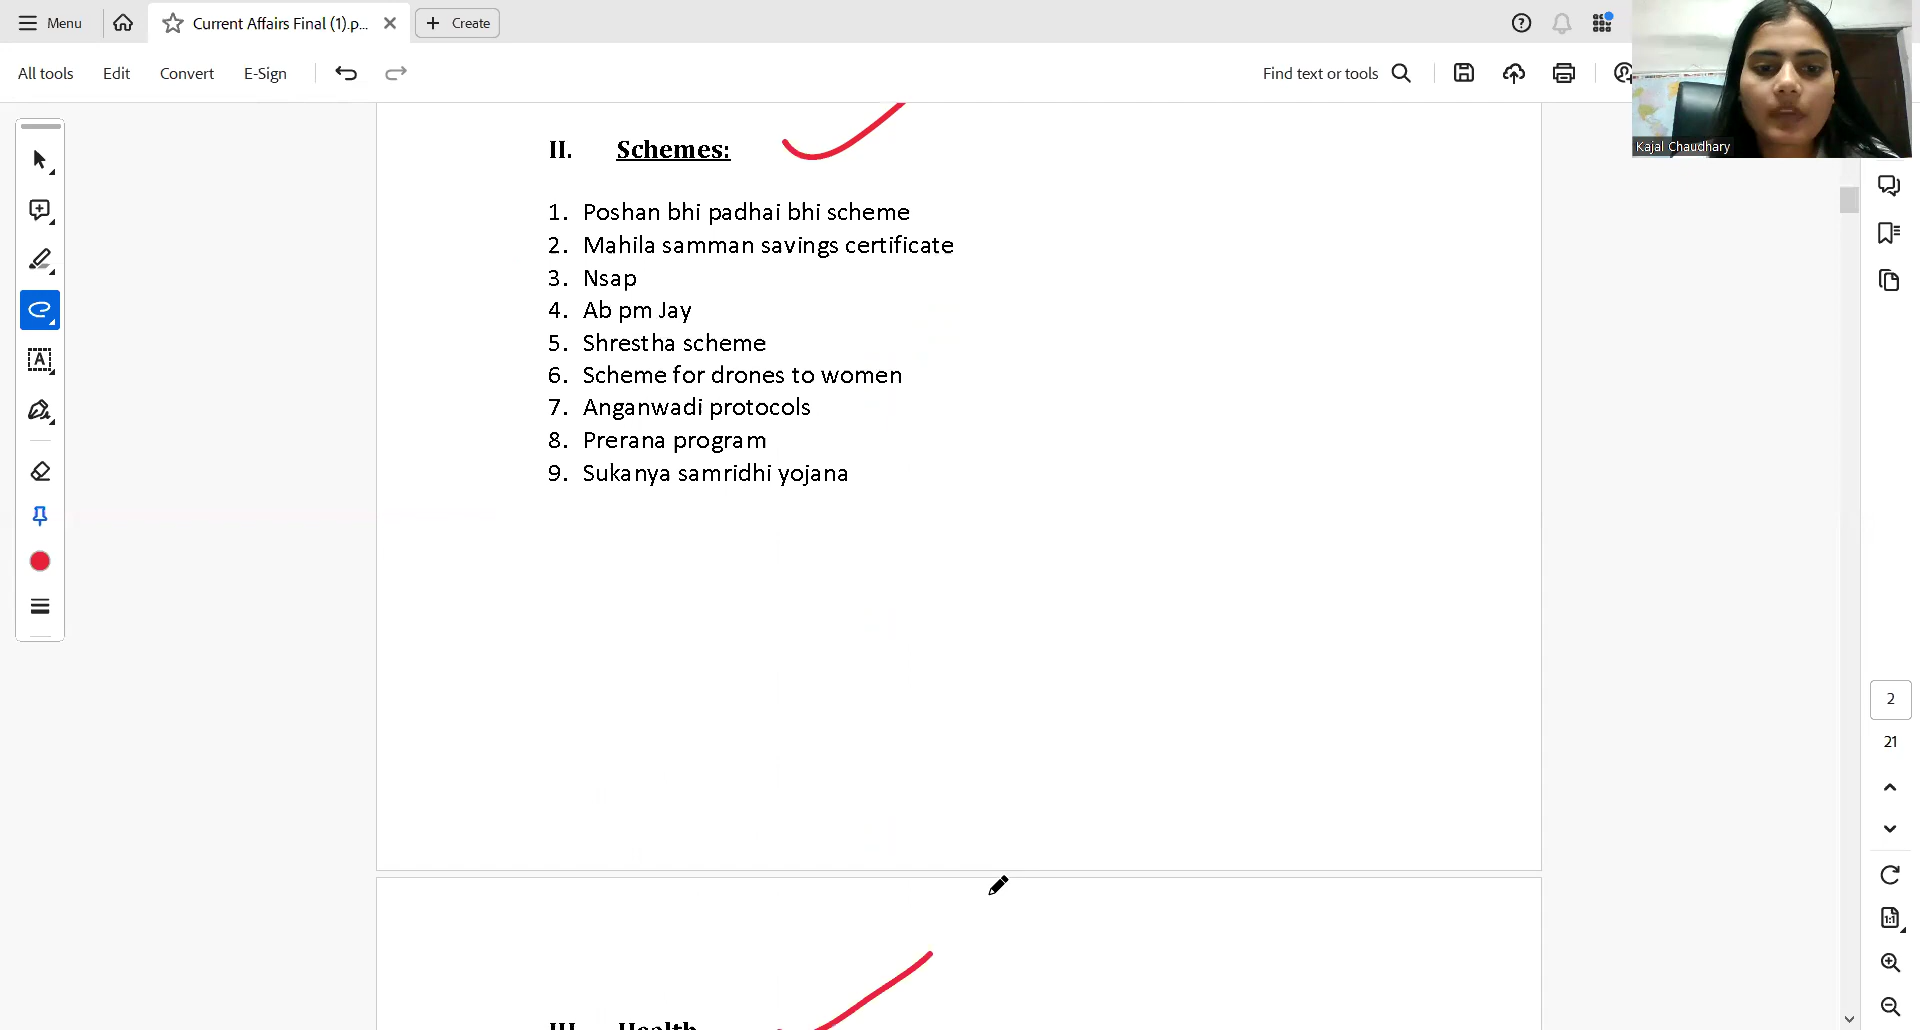 Menu
Current Affairs Final (1).p...
Create
All tools
Edit
Convert
E-Sign
Find text or tools
Kajal Chaudhary
II. Schemes:
1. Poshan bhi padhai bhi scheme
2. Mahila samman savings certificate
3. Nsap
4. Ab pm Jay
5. Shrestha scheme
6. Scheme for drones to women
7. Anganwadi protocols
8. Prerana program
9. Sukanya samridhi yojana
2
21
III. Health